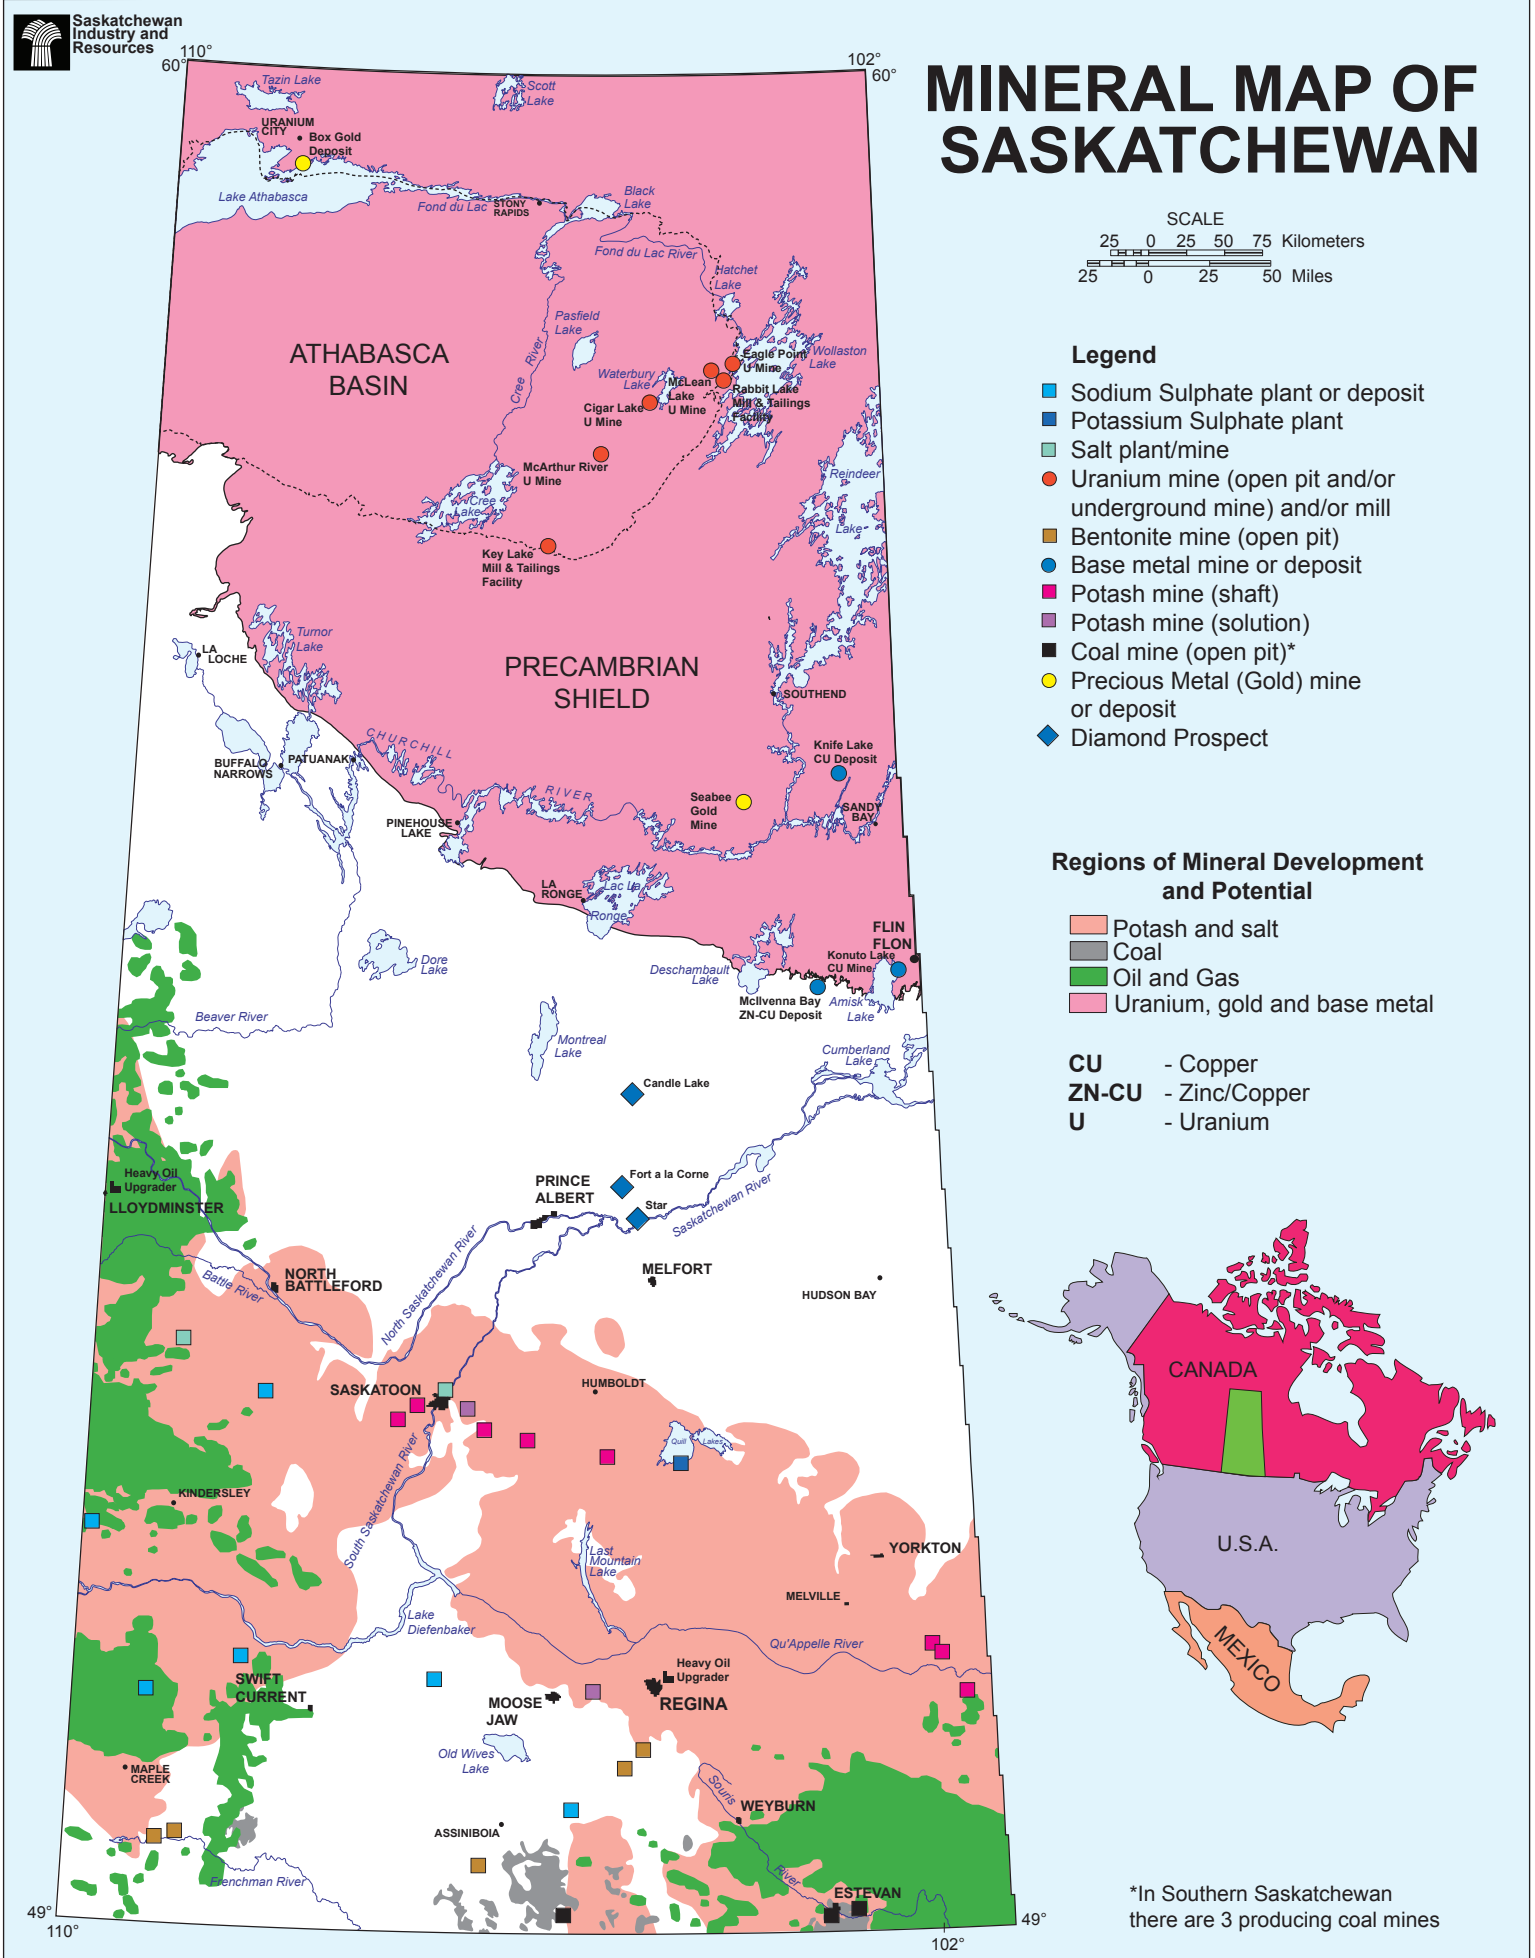 Saskatchewan
Industry and
Resources
110°
60°
102°
60°
MINERAL MAP OF
SASKATCHEWAN
SCALE
25 0 25 50 75 Kilometers
25 0 25 50 Miles
Legend
Sodium Sulphate plant or deposit
Potassium Sulphate plant
Salt plant/mine
Uranium mine (open pit and/or
underground mine) and/or mill
Bentonite mine (open pit)
Base metal mine or deposit
Potash mine (shaft)
Potash mine (solution)
Coal mine (open pit)*
Precious Metal (Gold) mine
or deposit
Diamond Prospect
Regions of Mineral Development
and Potential
Potash and salt
Coal
Oil and Gas
Uranium, gold and base metal
CU - Copper
ZN-CU - Zinc/Copper
U - Uranium
Tazin Lake
Scott
Lake
URANIUM
CITY
Box Gold
Deposit
Lake Athabasca
Fond du Lac
STONY
RAPIDS
Black
Lake
Fond du Lac River
Hatchet
Lake
Pasfield
Lake
Cree River
ATHABASCA
BASIN
Waterbury
Lake
Eagle Point
U Mine
Wollaston
Lake
McLean
Lake
U Mine
Rabbit Lake
Mill & Tailings
Facility
Cigar Lake
U Mine
McArthur River
U Mine
Cree
Lake
Reindeer
Lake
Key Lake
Mill & Tailings
Facility
Turnor
Lake
LA
LOCHE
PRECAMBRIAN
SHIELD
SOUTHEND
CHURCHILL
RIVER
BUFFALO
NARROWS
PATUANAK
Knife Lake
CU Deposit
Seabee
Gold
Mine
SANDY
BAY
PINEHOUSE
LAKE
LA
RONGE
Lac La
Ronge
FLIN
FLON
Konuto Lake
CU Mine
Deschambault
Lake
McIlvenna Bay
ZN-CU Deposit
Amisk
Lake
Dore
Lake
Beaver River
Montreal
Lake
Cumberland
Lake
Candle Lake
Heavy Oil
Upgrader
LLOYDMINSTER
PRINCE
ALBERT
Fort a la Corne
Star
Saskatchewan River
Battle River
NORTH
BATTLEFORD
North Saskatchewan River
MELFORT
HUDSON BAY
SASKATOON
HUMBOLDT
Quill
Lakes
South Saskatchewan River
KINDERSLEY
Last
Mountain
Lake
YORKTON
MELVILLE
Lake
Diefenbaker
Qu'Appelle River
SWIFT
CURRENT
Heavy Oil
Upgrader
MOOSE
JAW
REGINA
Old Wives
Lake
MAPLE
CREEK
Souris
River
WEYBURN
ASSINIBOIA
Frenchman River
ESTEVAN
49°
110°
49°
102°
CANADA
U.S.A.
MEXICO
*In Southern Saskatchewan
there are 3 producing coal mines